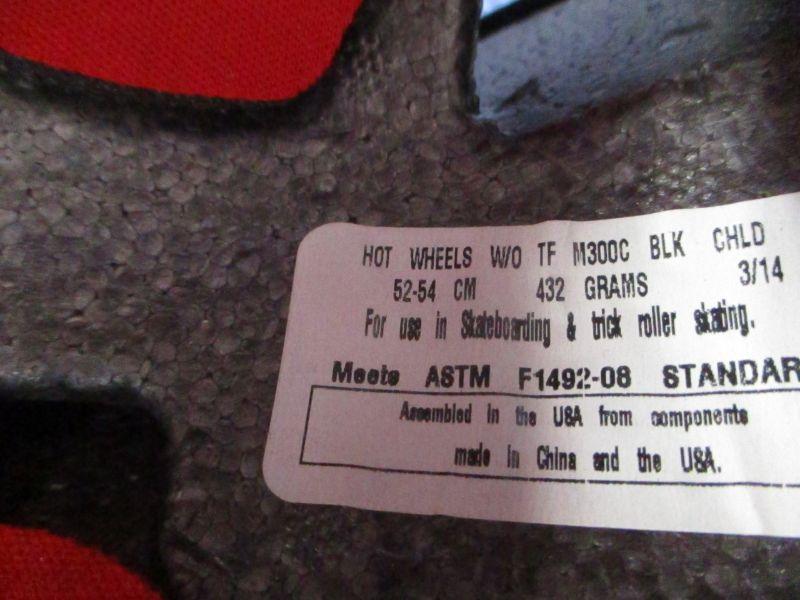 HOT WHEELS W/O TF M300C BLK CHLD
52-54 CM 432 GRAMS 3/14
For use in Skateboarding & trick roller skating.
Meets ASTM F1492-08 STANDAR
Assembled in the USA from components
made in China and the USA.